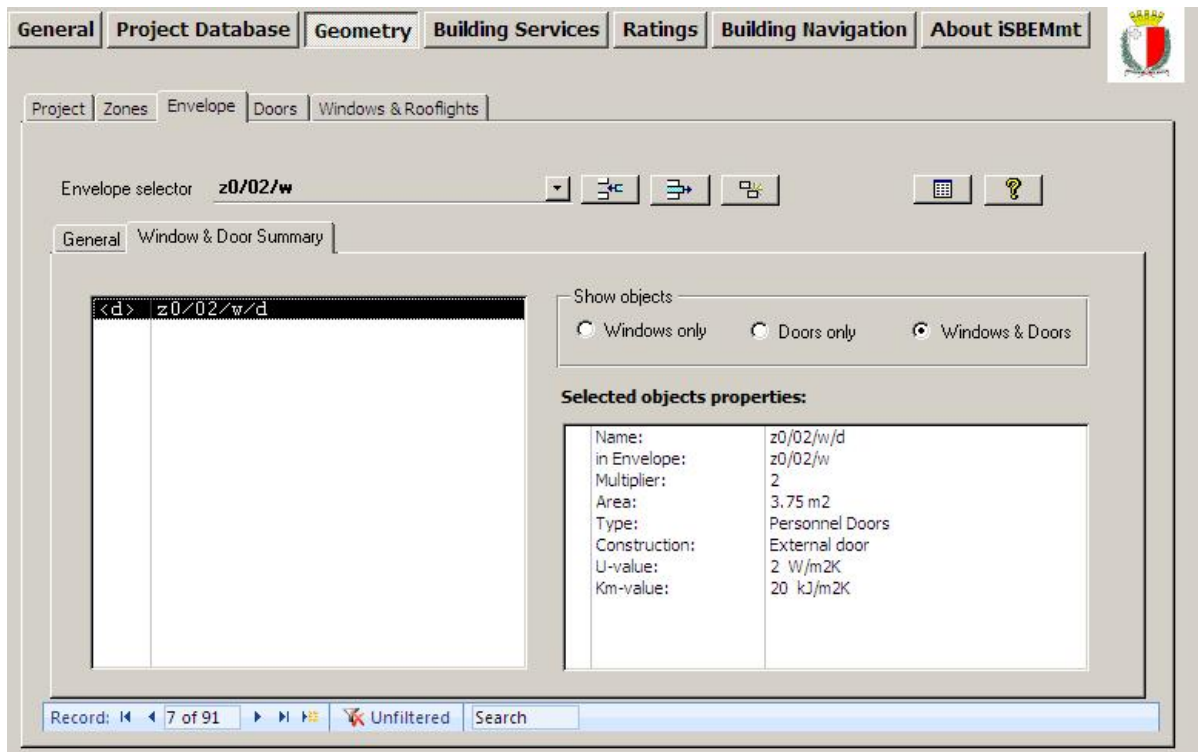 General Project Database Geometry Building Services Ratings Building Navigation About iSBEMmt
Project Zones Envelope Doors Windows & Rooflights
Envelope selector z0/02/w
General Window & Door Summary
<d> z0/02/w/d
Show objects
Windows only Doors only Windows & Doors
Selected objects properties:
Name: z0/02/w/d
in Envelope: z0/02/w
Multiplier: 2
Area: 3.75 m2
Type: Personnel Doors
Construction: External door
U-value: 2 W/m2K
Km-value: 20 kJ/m2K
Record: 7 of 91 Unfiltered Search